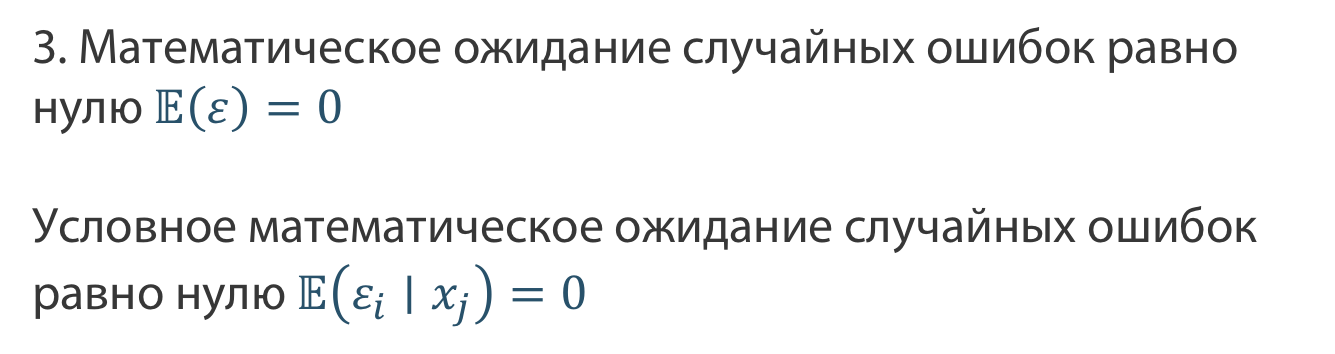 3. Математическое ожидание случайных ошибок равно
нулю 𝔼(ε) = 0
Условное математическое ожидание случайных ошибок
равно нулю 𝔼(εᵢ | xⱼ) = 0